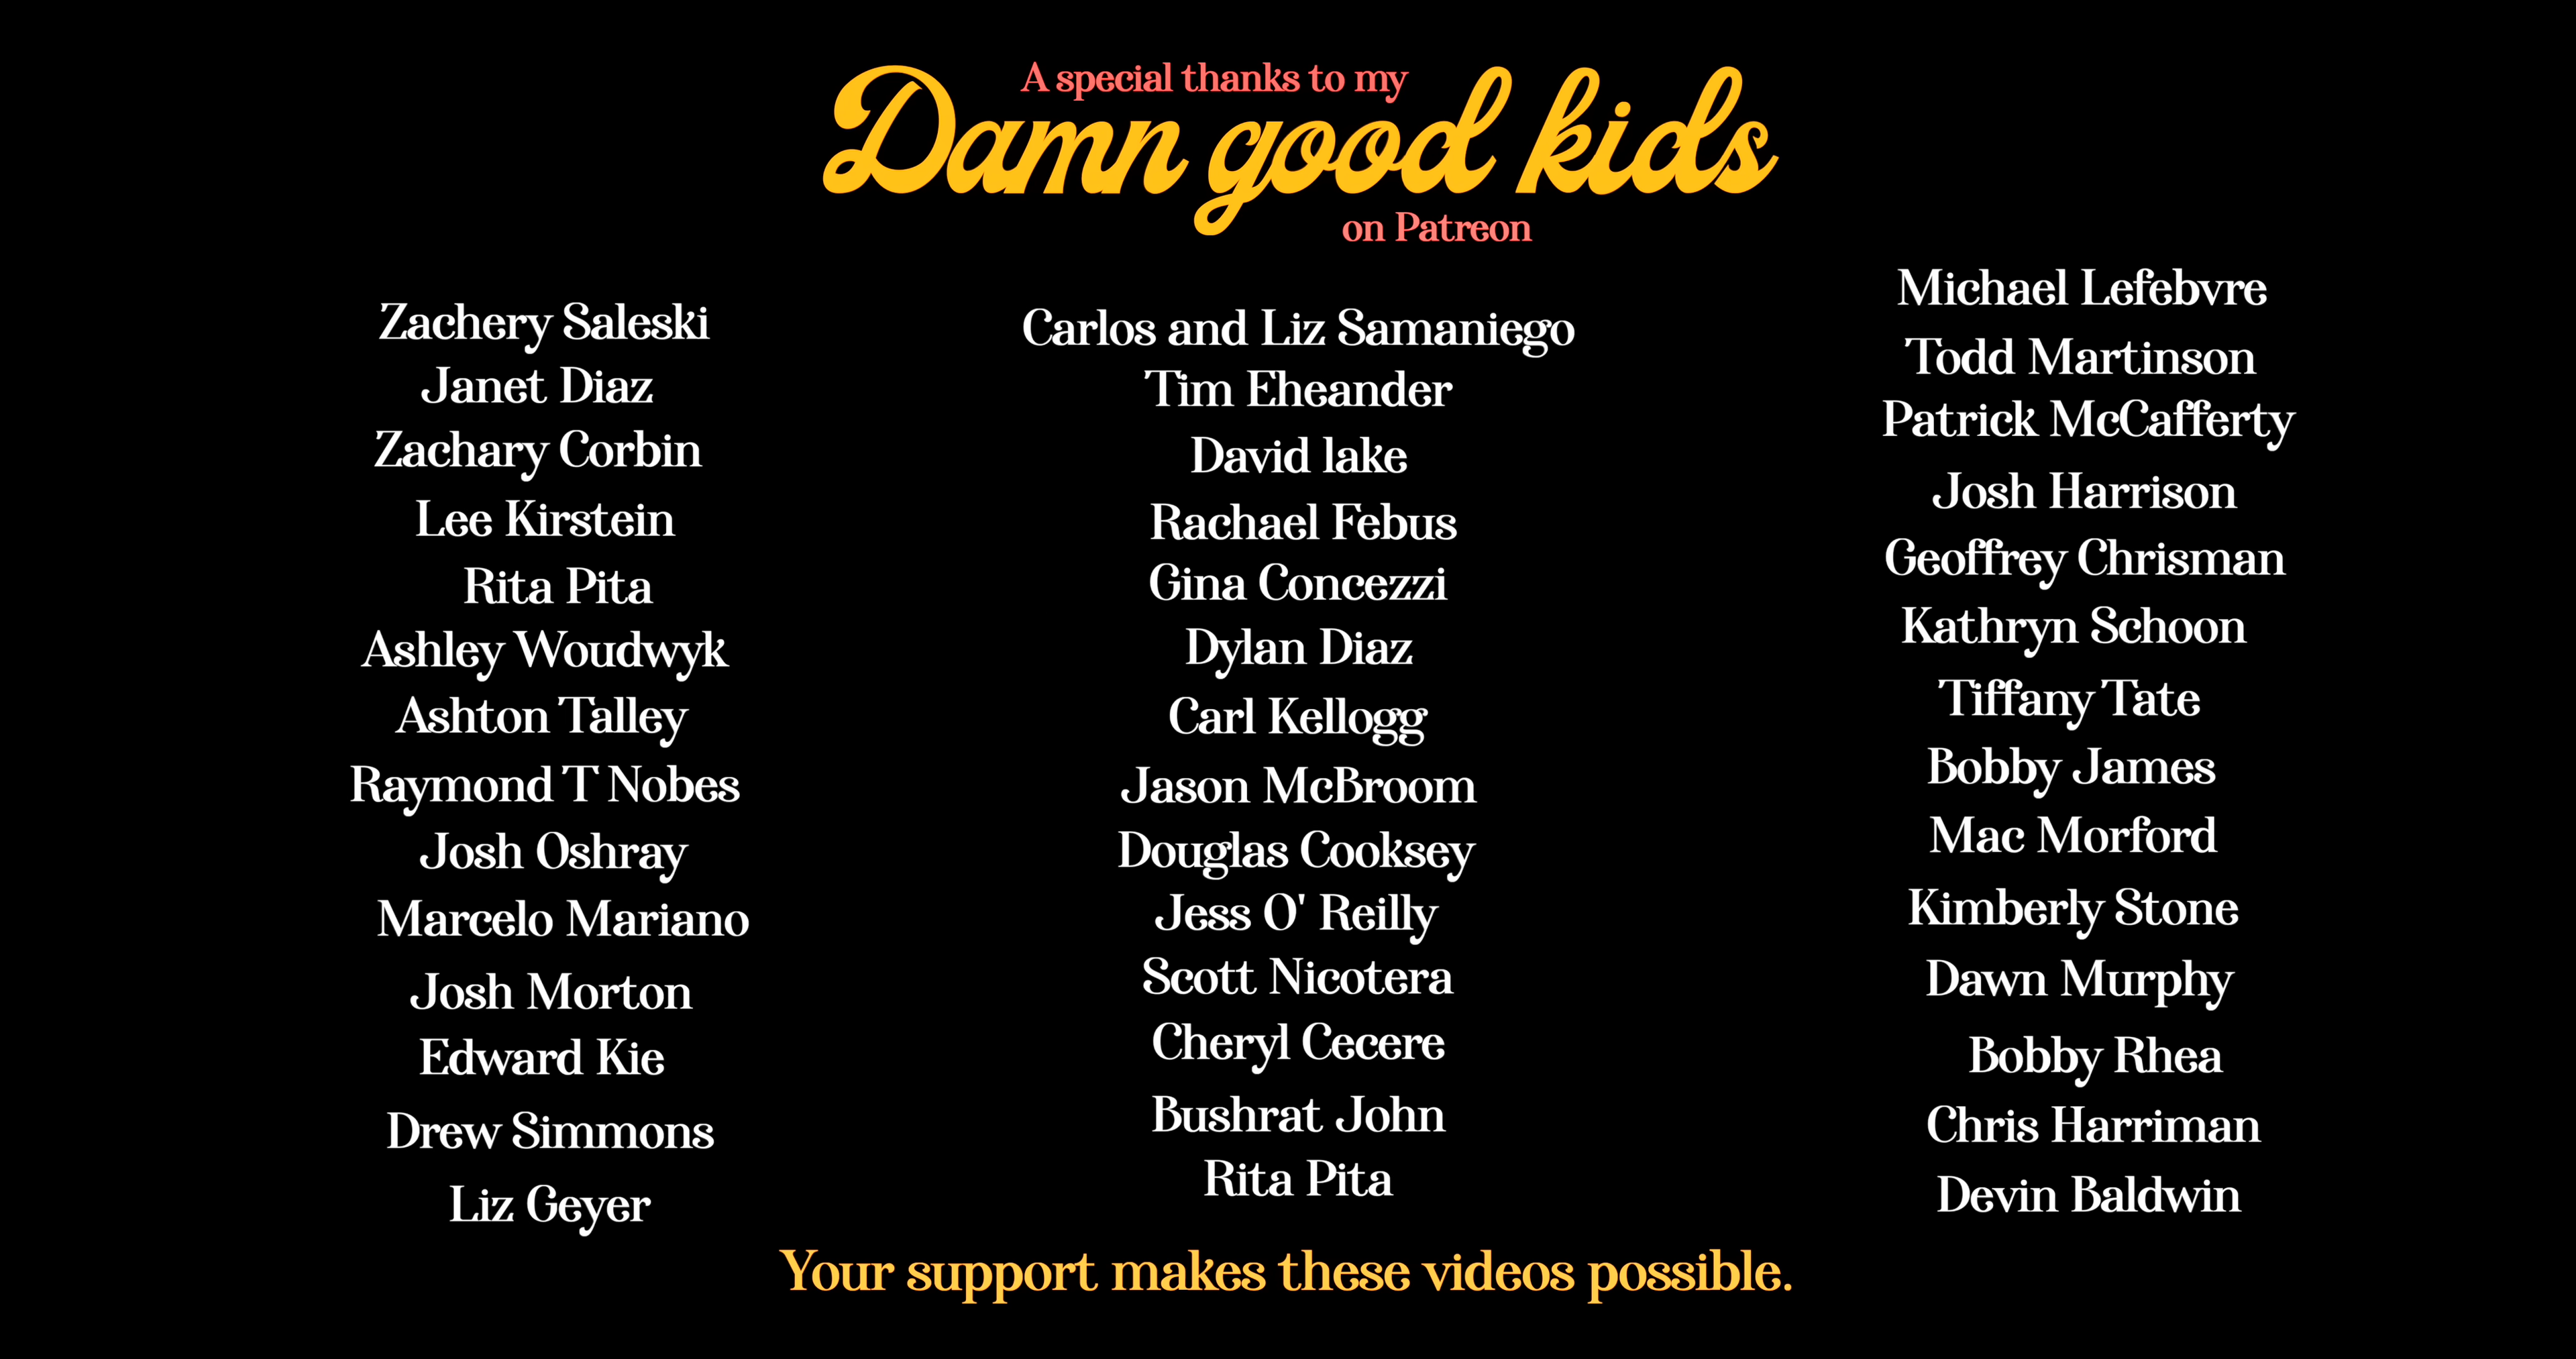 A special thanks to my
Damn good kids
on Patreon
Zachery Saleski
Janet Diaz
Zachary Corbin
Lee Kirstein
Rita Pita
Ashley Woudwyk
Ashton Talley
Raymond T Nobes
Josh Oshray
Marcelo Mariano
Josh Morton
Edward Kie
Drew Simmons
Liz Geyer
Carlos and Liz Samaniego
Tim Eheander
David lake
Rachael Febus
Gina Concezzi
Dylan Diaz
Carl Kellogg
Jason McBroom
Douglas Cooksey
Jess O' Reilly
Scott Nicotera
Cheryl Cecere
Bushrat John
Rita Pita
Michael Lefebvre
Todd Martinson
Patrick McCafferty
Josh Harrison
Geoffrey Chrisman
Kathryn Schoon
Tiffany Tate
Bobby James
Mac Morford
Kimberly Stone
Dawn Murphy
Bobby Rhea
Chris Harriman
Devin Baldwin
Your support makes these videos possible.